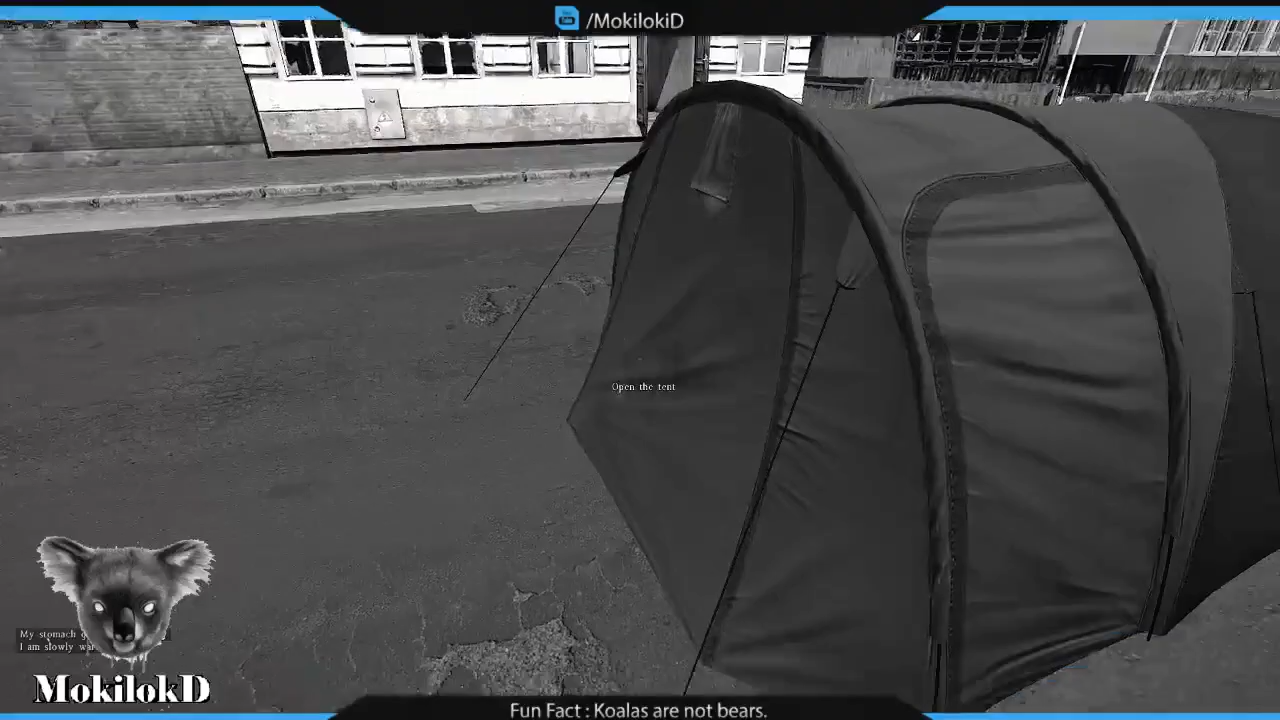 /MokilokiD
Open the tent
My stomach
I am slowly
MokilokD
Fun Fact : Koalas are not bears.